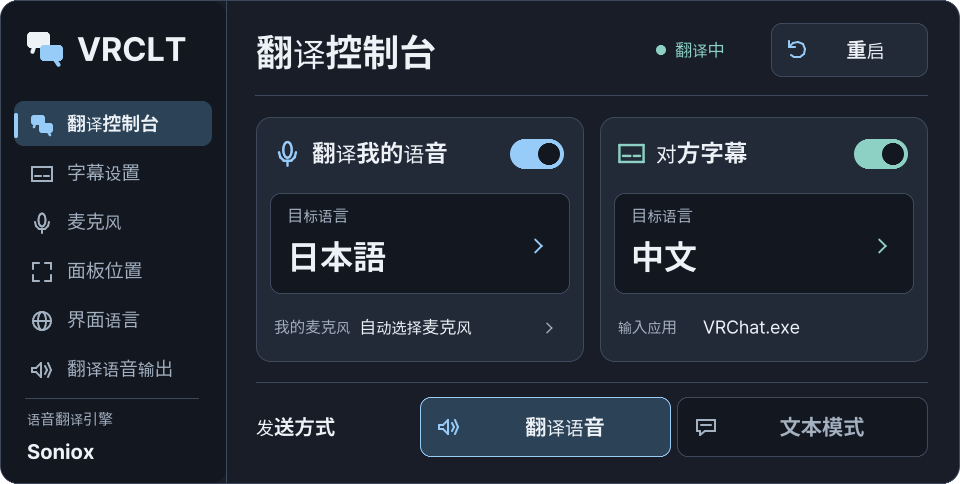 VRCLT
翻译控制台
字幕设置
麦克风
面板位置
界面语言
翻译语音输出
语音翻译引擎
Soniox
翻译控制台
翻译中
重启
翻译我的语音
目标语言
日本語
我的麦克风 自动选择麦克风
对方字幕
目标语言
中文
输入应用 VRChat.exe
发送方式
翻译语音
文本模式